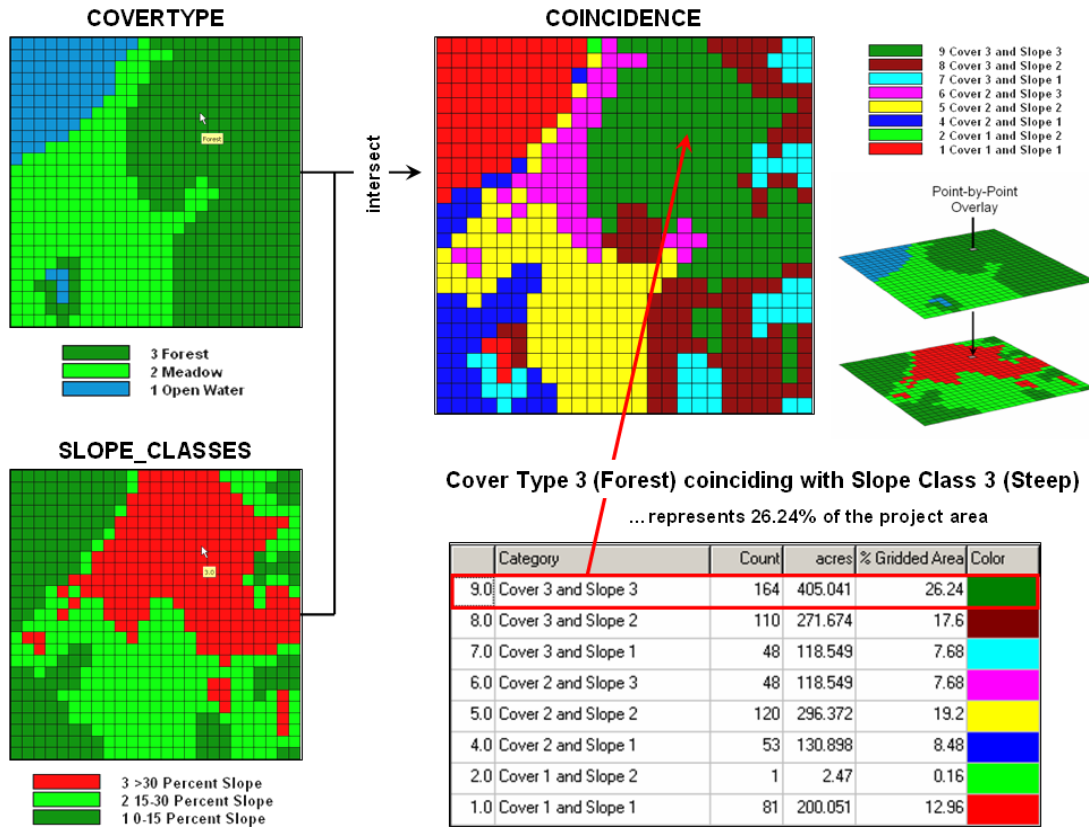 COVERTYPE
Forest
3 Forest
2 Meadow
1 Open Water
SLOPE_CLASSES
3.0
3 >30 Percent Slope
2 15-30 Percent Slope
1 0-15 Percent Slope
intersect
COINCIDENCE
9 Cover 3 and Slope 3
8 Cover 3 and Slope 2
7 Cover 3 and Slope 1
6 Cover 2 and Slope 3
5 Cover 2 and Slope 2
4 Cover 2 and Slope 1
2 Cover 1 and Slope 2
1 Cover 1 and Slope 1
Point-by-Point
Overlay
Cover Type 3 (Forest) coinciding with Slope Class 3 (Steep)
...represents 26.24% of the project area
Category Count acres % Gridded Area Color
9.0 Cover 3 and Slope 3 164 405.041 26.24
8.0 Cover 3 and Slope 2 110 271.674 17.6
7.0 Cover 3 and Slope 1 48 118.549 7.68
6.0 Cover 2 and Slope 3 48 118.549 7.68
5.0 Cover 2 and Slope 2 120 296.372 19.2
4.0 Cover 2 and Slope 1 53 130.898 8.48
2.0 Cover 1 and Slope 2 1 2.47 0.16
1.0 Cover 1 and Slope 1 81 200.051 12.96